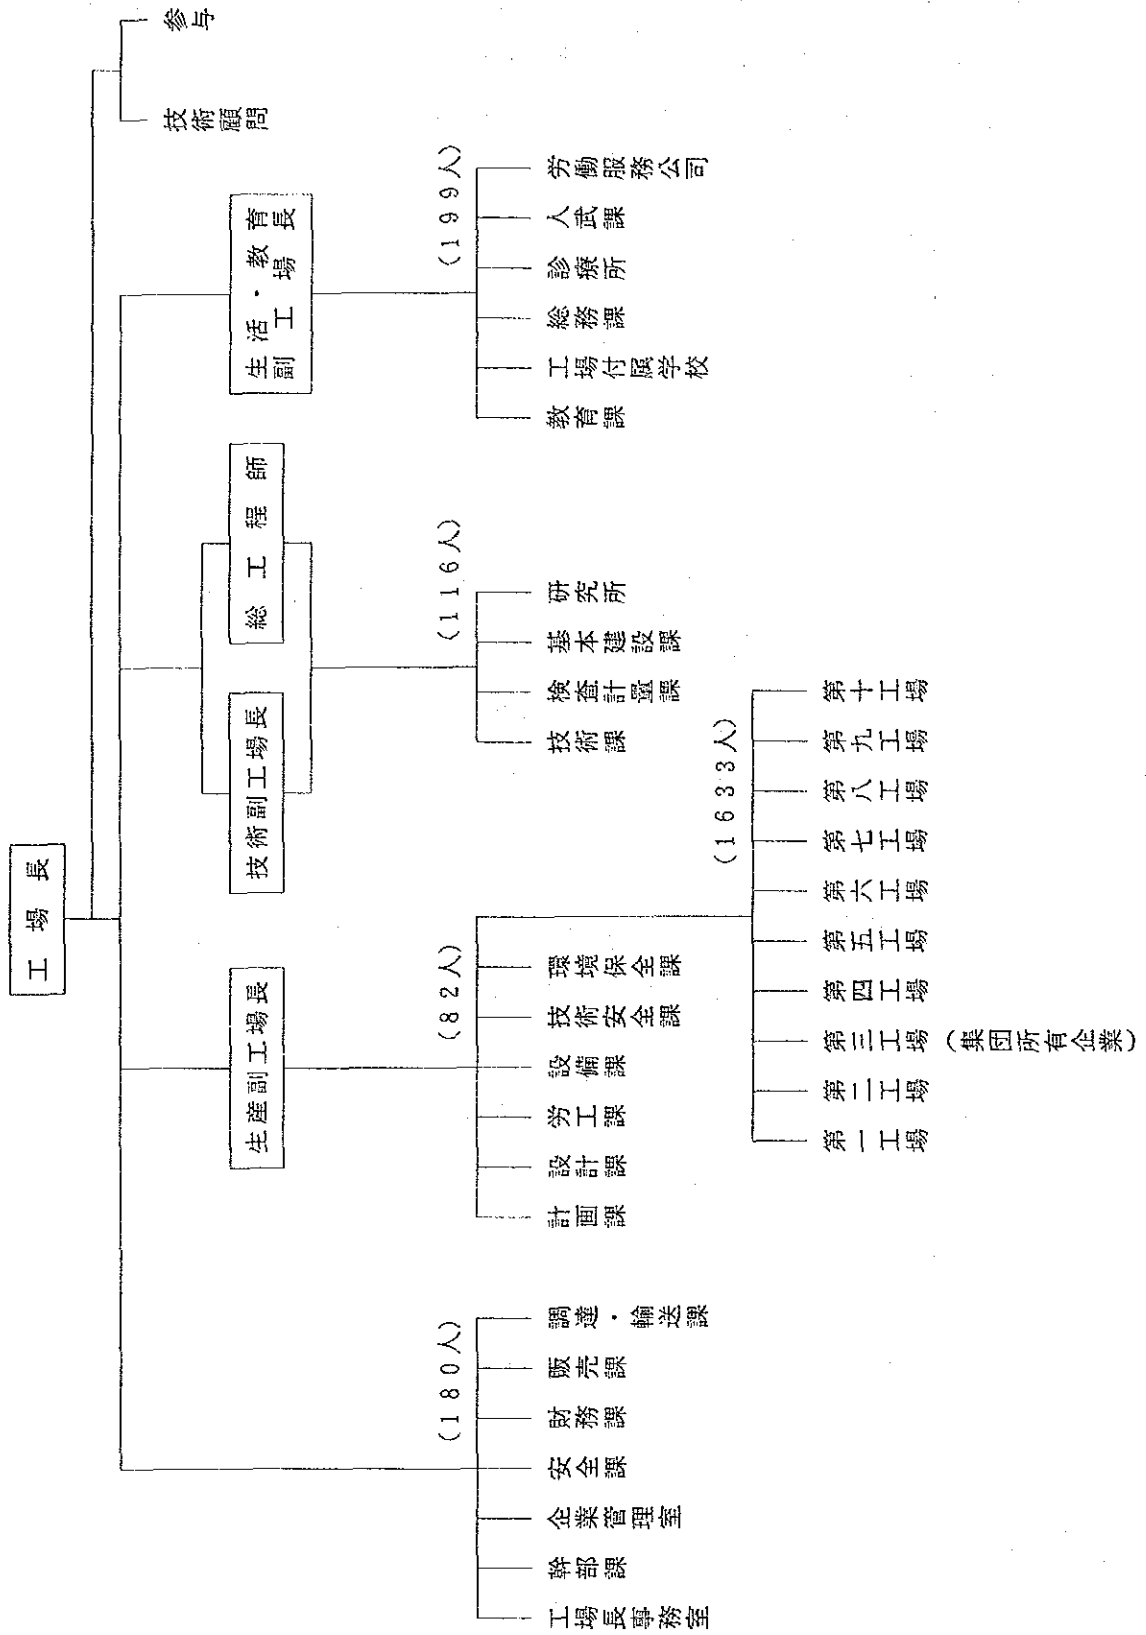 工場長
参与
技術顧問
生活・教育
副工場長
総工程師
技術副工場長
生産副工場長
(199人)
労働服務公司
人武課
診療所
総務課
工場付属学校
教育課
(116人)
研究所
基本建設課
検査計量課
技術課
(82人)
環境保全課
技術安全課
設備課
労工課
設計課
計画課
(1633人)
第十工場
第九工場
第八工場
第七工場
第六工場
第五工場
第四工場
第三工場(集団所有企業)
第二工場
第一工場
(180人)
調達・輸送課
販売課
財務課
安全課
企業管理室
幹部課
工場長事務室